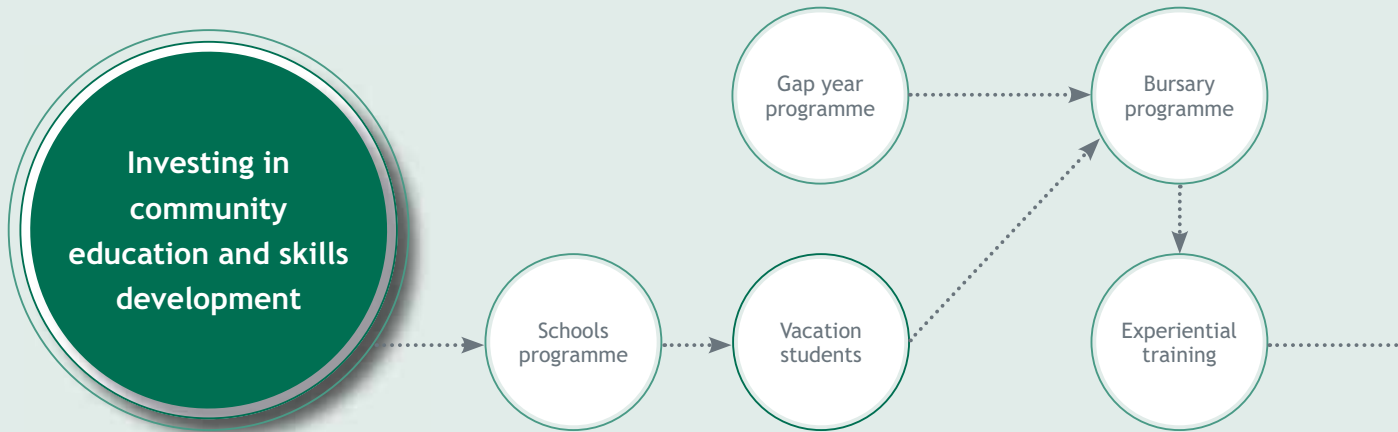 Investing in
community
education and skills
development
Schools
programme
Vacation
students
Gap year
programme
Bursary
programme
Experiential
training